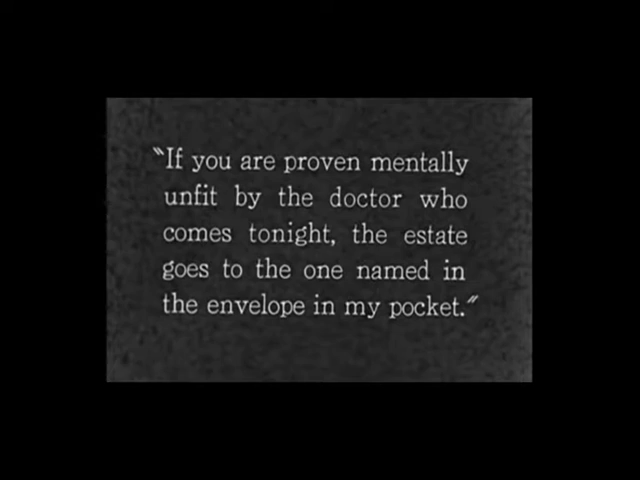 "If you are proven mentally
unfit by the doctor who
comes tonight, the estate
goes to the one named in
the envelope in my pocket."